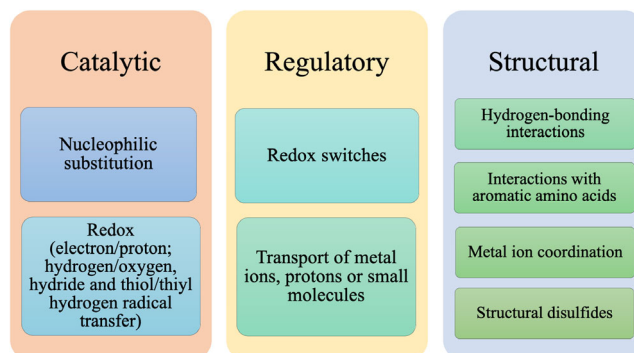 Catalytic
Nucleophilic
substitution
Redox
(electron/proton;
hydrogen/oxygen,
hydride and thiol/thiyl
hydrogen radical
transfer)
Regulatory
Redox switches
Transport of metal
ions, protons or small
molecules
Structural
Hydrogen-bonding
interactions
Interactions with
aromatic amino acids
Metal ion coordination
Structural disulfides